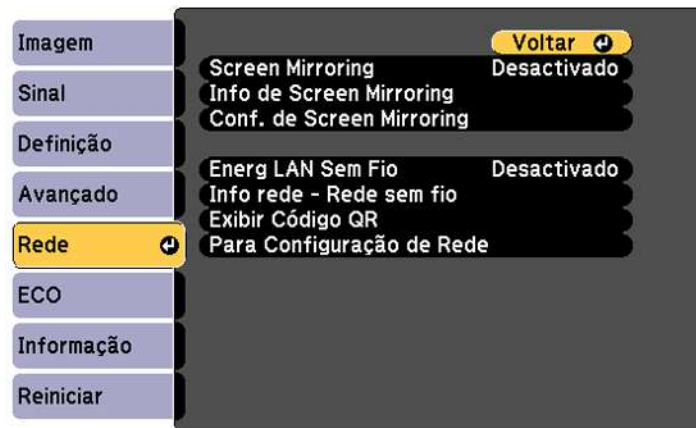 Imagem
Sinal
Definição
Avançado
Rede
ECO
Informação
Reiniciar
Voltar
Screen Mirroring Desactivado
Info de Screen Mirroring
Conf. de Screen Mirroring
Energ LAN Sem Fio Desactivado
Info rede - Rede sem fio
Exibir Código QR
Para Configuração de Rede